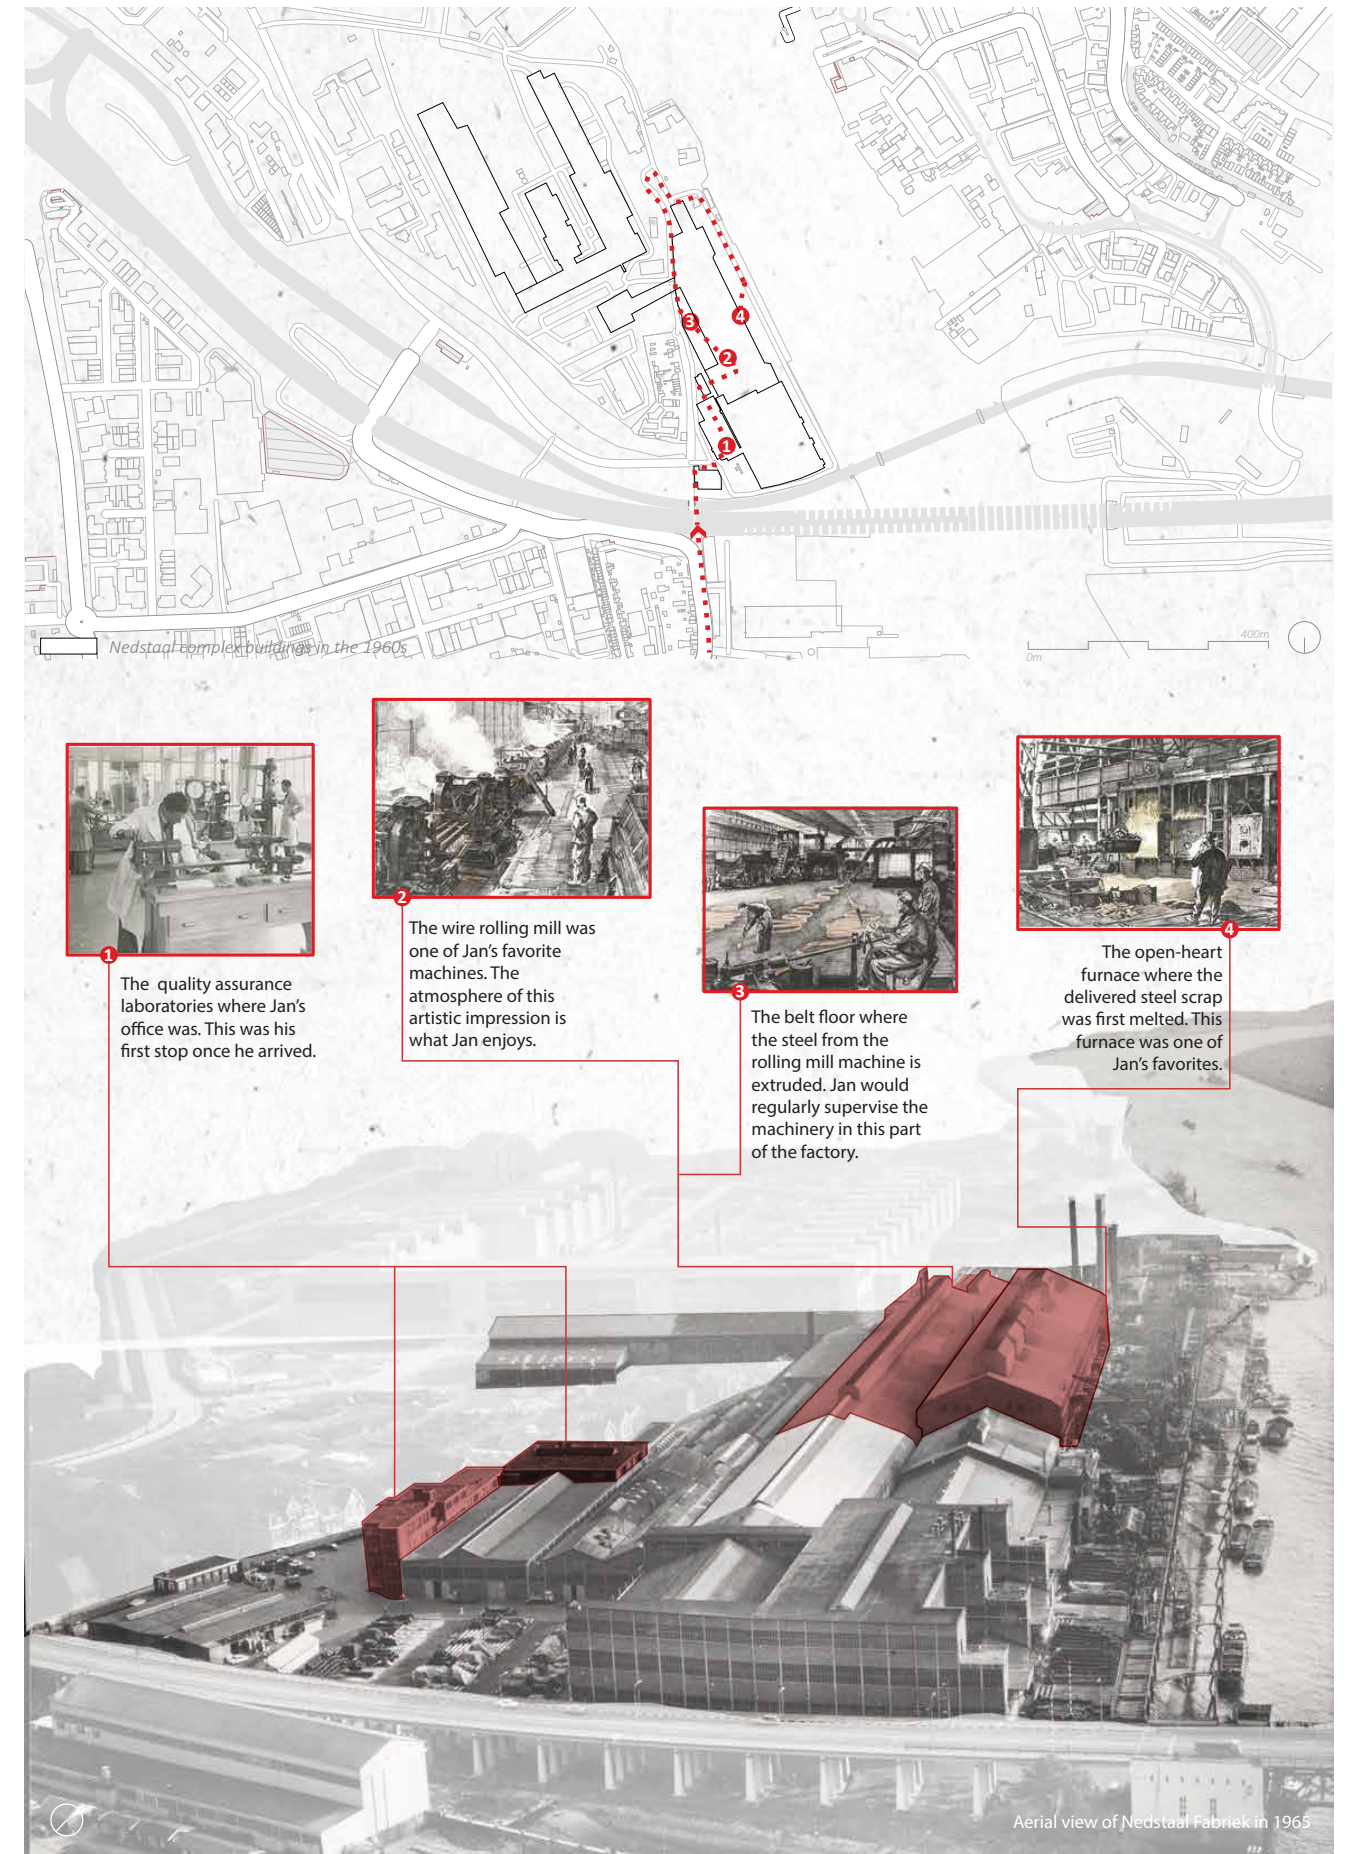 3
4
2
1
Nedstaal complex buildings in the 1960s
0m
400m
1
The  quality assurance
laboratories where Jan’s
office was. This was his
first stop once he arrived.
2
The wire rolling mill was
one of Jan’s favorite
machines. The
atmosphere of this
artistic impression is
what Jan enjoys.
3
The belt floor where
the steel from the
rolling mill machine is
extruded. Jan would
regularly supervise the
machinery in this part
of the factory.
4
The open-heart
furnace where the
delivered steel scrap
was first melted. This
furnace was one of
Jan’s favorites.
Aerial view of Nedstaal Fabriek in 1965